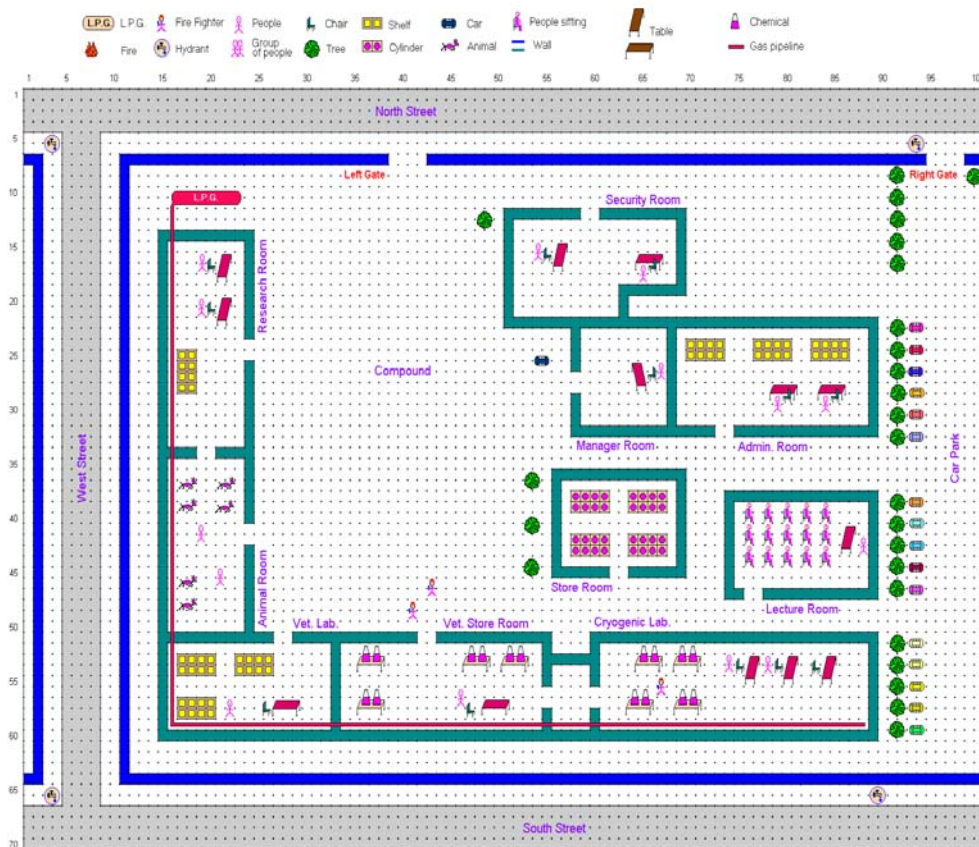 L.P.G. L.P.G. Fire Fighter People Chair Shelf Car People sitting Table Chemical
Fire Hydrant Group of people Tree Cylinder Animal Wall Gas pipeline
1 5 10 15 20 25 30 35 40 45 50 55 60 65 70 75 80 85 90 95 10
1
North Street
5
Left Gate Right Gate
10
L.P.G.
Security Room
15
Research Room
20
25
Compound
30
Manager Room Admin. Room
35
West Street
Car Park
40
45
Animal Room
Store Room
Lecture Room
50
Vet. Lab. Vet. Store Room Cryogenic Lab.
55
60
65
South Street
70